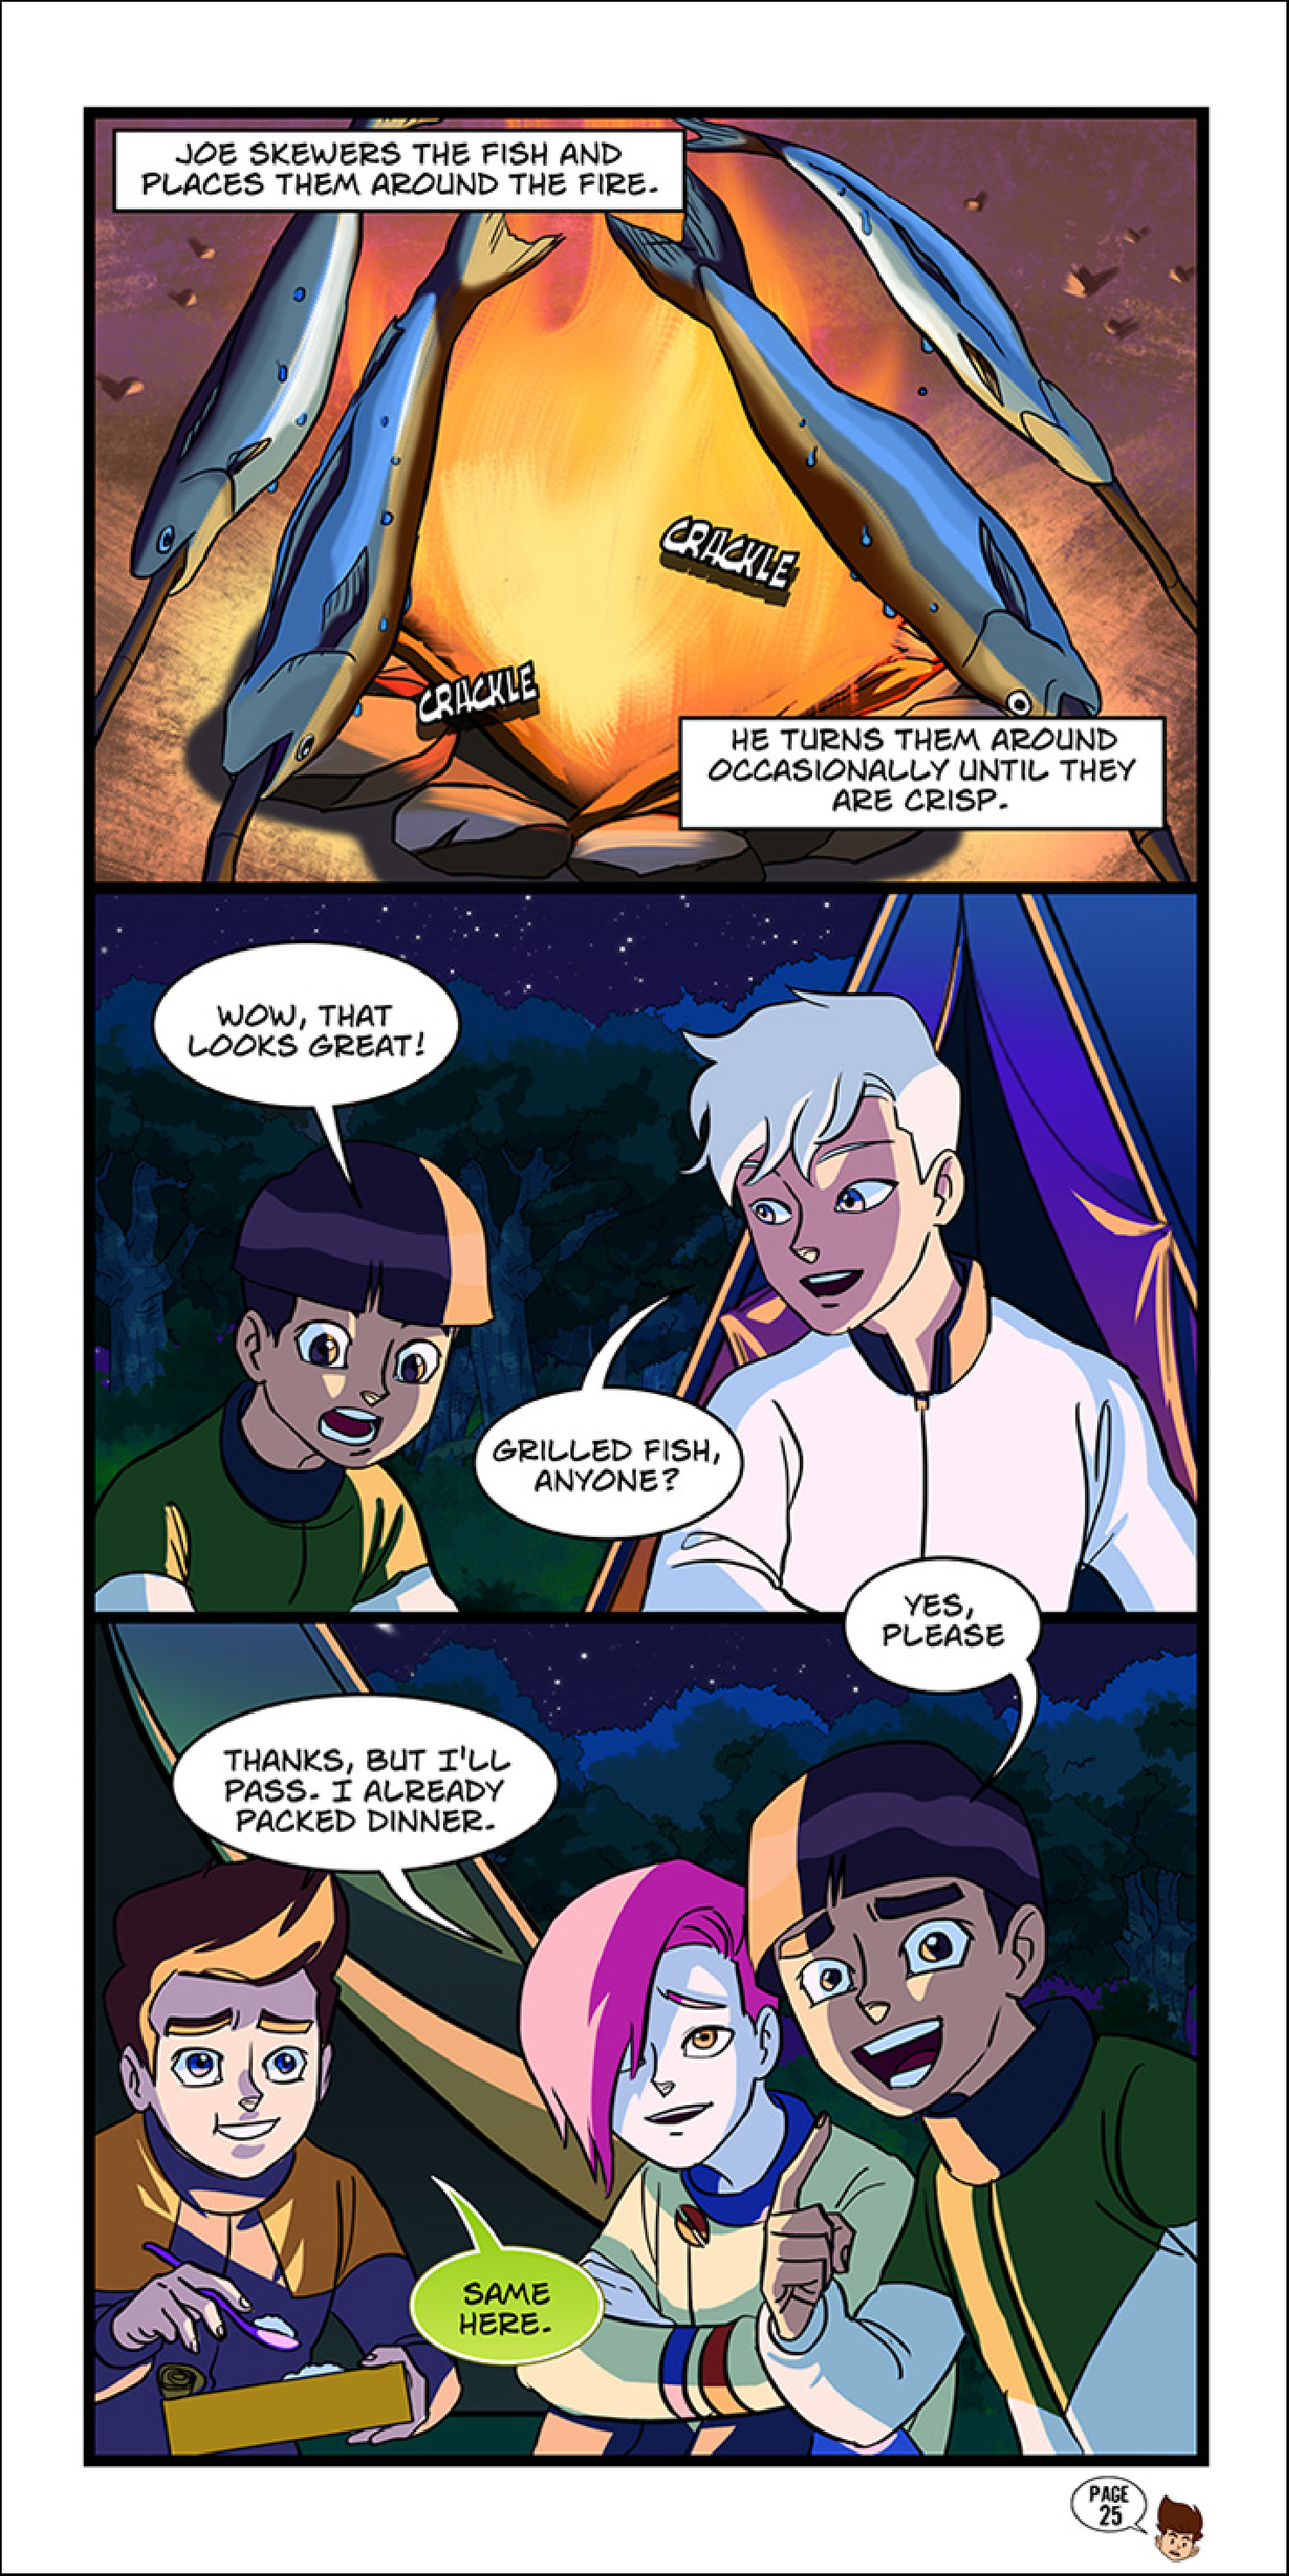 JOE SKEWERS THE FISH AND
PLACES THEM AROUND THE FIRE.
CRACKLE
CRACKLE
HE TURNS THEM AROUND
OCCASIONALLY UNTIL THEY
ARE CRISP.
WOW, THAT
LOOKS GREAT!
GRILLED FISH,
ANYONE?
YES,
PLEASE
THANKS, BUT I'LL
PASS. I ALREADY
PACKED DINNER.
SAME
HERE.
PAGE
25